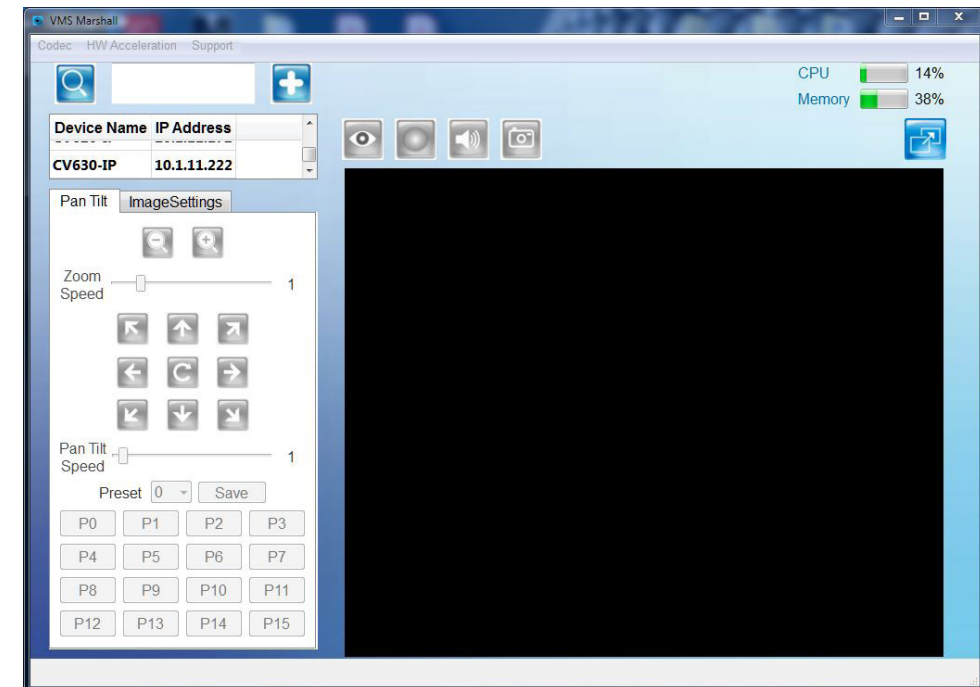 VMS Marshall
Codec HW Acceleration Support
CPU 14%
Memory 38%
Device Name IP Address
CV630-IP 10.1.11.222
Pan Tilt ImageSettings
Zoom Speed 1
C
Pan Tilt Speed 1
Preset 0 Save
P0 P1 P2 P3
P4 P5 P6 P7
P8 P9 P10 P11
P12 P13 P14 P15